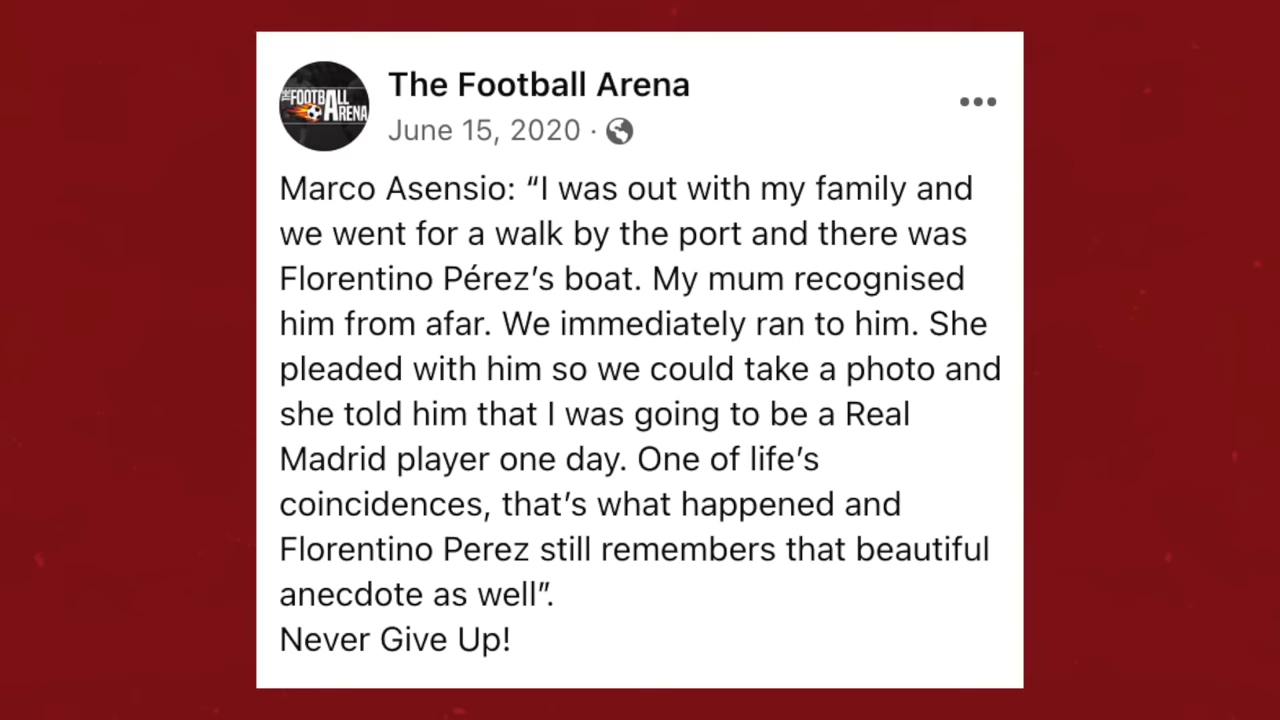 THE FOOTBALL ARENA
The Football Arena
June 15, 2020 ·
Marco Asensio: “I was out with my family and
we went for a walk by the port and there was
Florentino Pérez’s boat. My mum recognised
him from afar. We immediately ran to him. She
pleaded with him so we could take a photo and
she told him that I was going to be a Real
Madrid player one day. One of life’s
coincidences, that’s what happened and
Florentino Perez still remembers that beautiful
anecdote as well”.
Never Give Up!